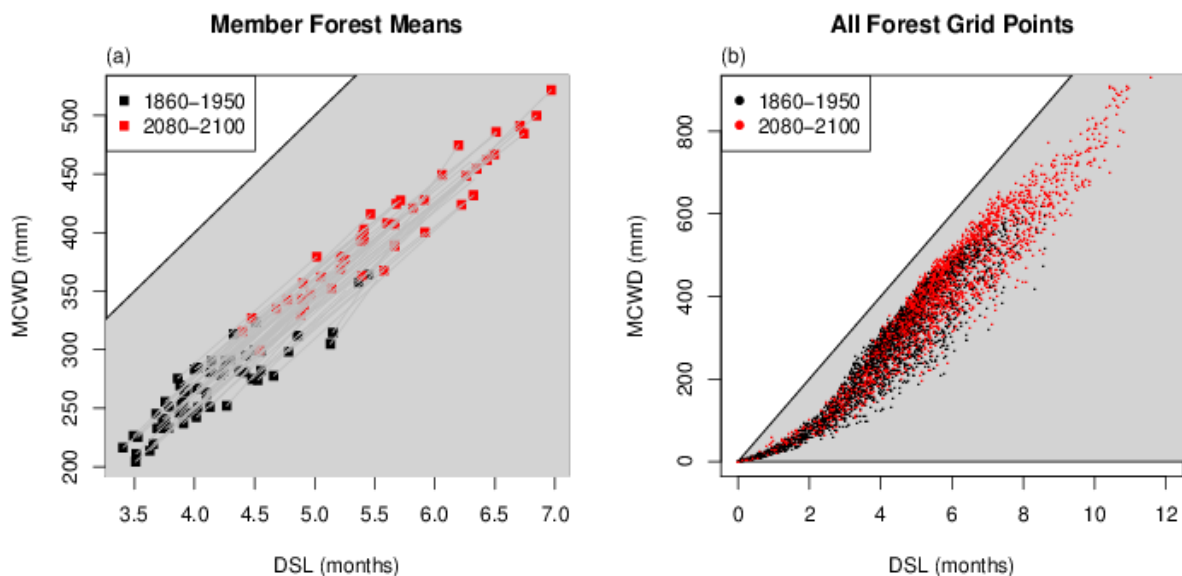 Member Forest Means
(a)
1860−1950
2080−2100
MCWD (mm)
500
450
400
350
300
250
200
3.5 4.0 4.5 5.0 5.5 6.0 6.5 7.0
DSL (months)
All Forest Grid Points
(b)
1860−1950
2080−2100
MCWD (mm)
800
600
400
200
0
0 2 4 6 8 10 12
DSL (months)